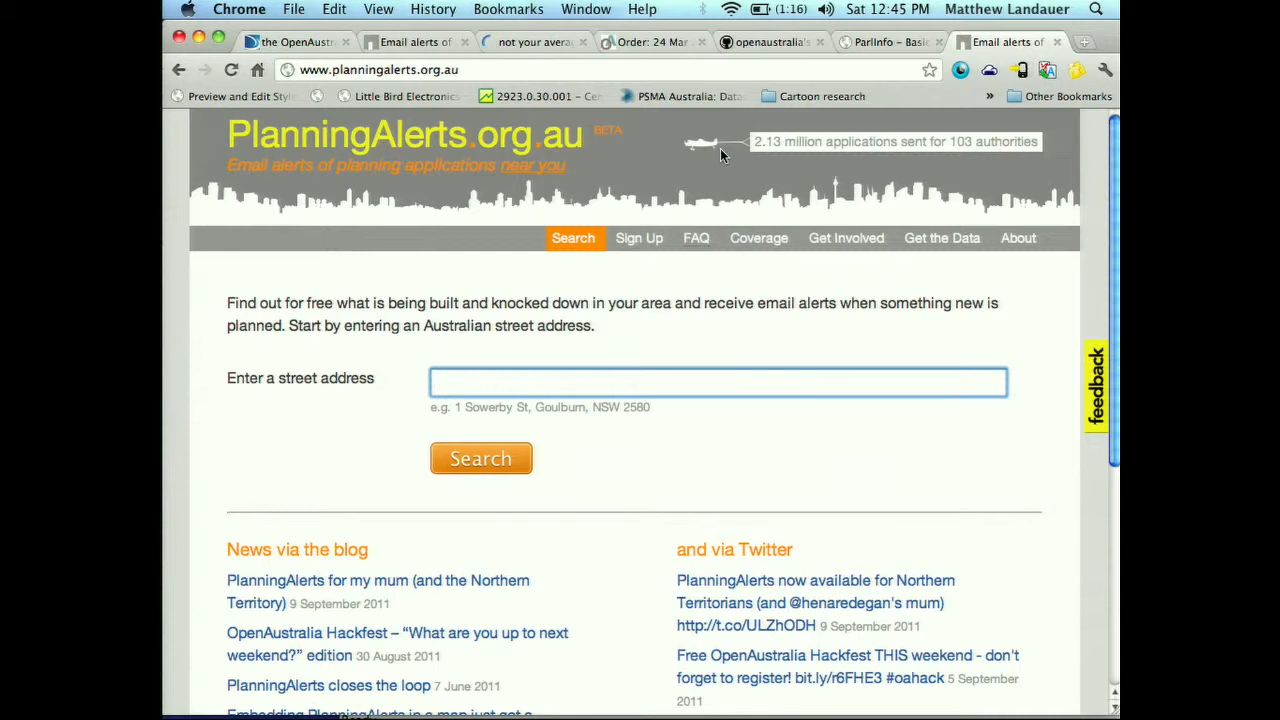 Chrome File Edit View History Bookmarks Window Help (1:16) Sat 12:45 PM Matthew Landauer
the OpenAustr Email alerts of not your avera Order: 24 Mar openaustralia's ParlInfo – Basic Email alerts of
www.planningalerts.org.au
Preview and Edit Styl Little Bird Electronics 2923.0.30.001 - Cen PSMA Australia: Data Cartoon research » Other Bookmarks
PlanningAlerts.org.au BETA
2.13 million applications sent for 103 authorities
Email alerts of planning applications near you
Search Sign Up FAQ Coverage Get Involved Get the Data About
Find out for free what is being built and knocked down in your area and receive email alerts when something new is
planned. Start by entering an Australian street address.
Enter a street address
e.g. 1 Sowerby St, Goulburn, NSW 2580
Search
feedback
News via the blog
PlanningAlerts for my mum (and the Northern
Territory) 9 September 2011
OpenAustralia Hackfest – “What are you up to next
weekend?” edition 30 August 2011
PlanningAlerts closes the loop 7 June 2011
Embedding PlanningAlerts in a map just got a
and via Twitter
PlanningAlerts now available for Northern
Territorians (and @henaredegan's mum)
http://t.co/ULZhODH 9 September 2011
Free OpenAustralia Hackfest THIS weekend - don't
forget to register! bit.ly/r6FHE3 #oahack 5 September
2011